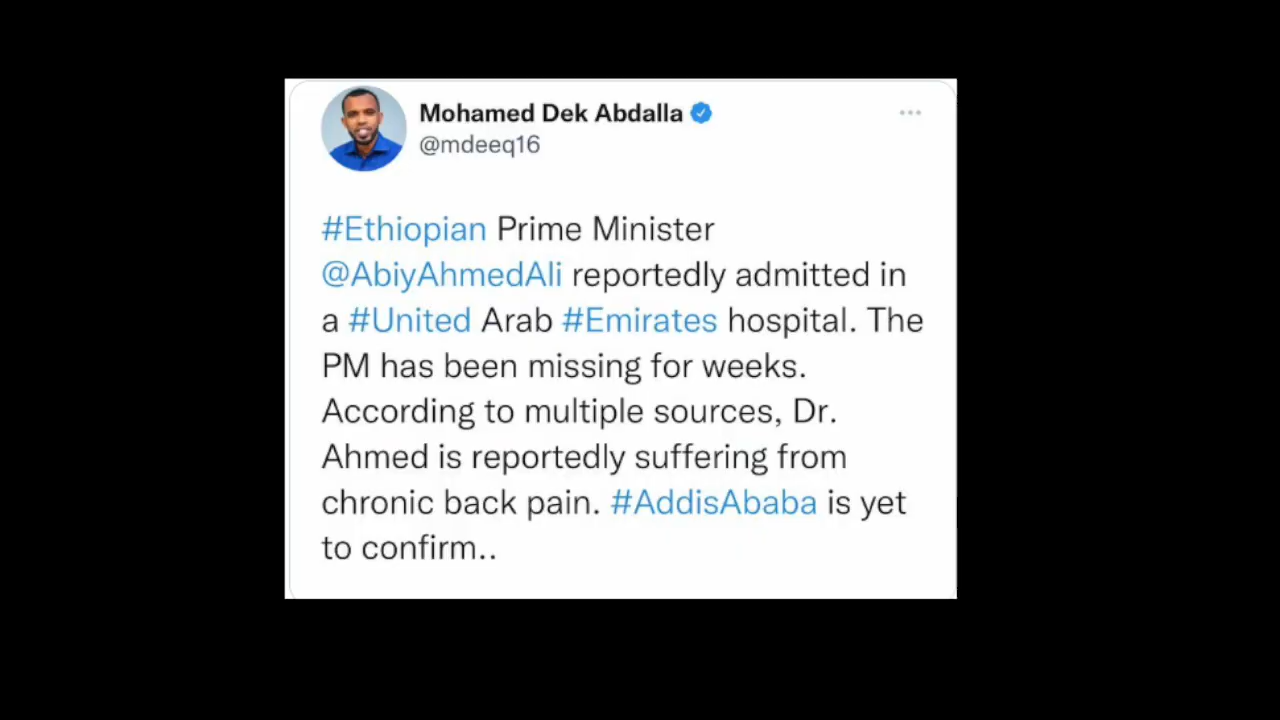 Mohamed Dek Abdalla
@mdeeq16
#Ethiopian Prime Minister
@AbiyAhmedAli reportedly admitted in
a #United Arab #Emirates hospital. The
PM has been missing for weeks.
According to multiple sources, Dr.
Ahmed is reportedly suffering from
chronic back pain. #AddisAbaba is yet
to confirm..